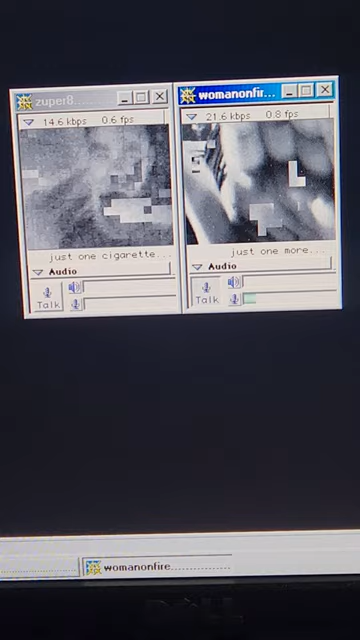 zuper8.....
14.6 kbps 0.6 fps
just one cigarette...
Audio
Talk
womanonfir...
21.6 kbps 0.8 fps
just one more...
Audio
Talk
womanonfire..................